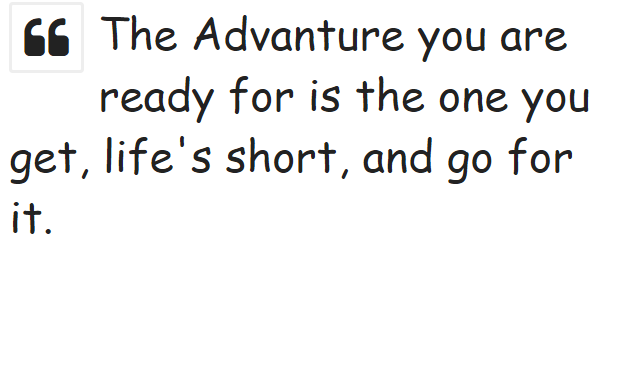 The Advanture you are
ready for is the one you
get, life's short, and go for
it.